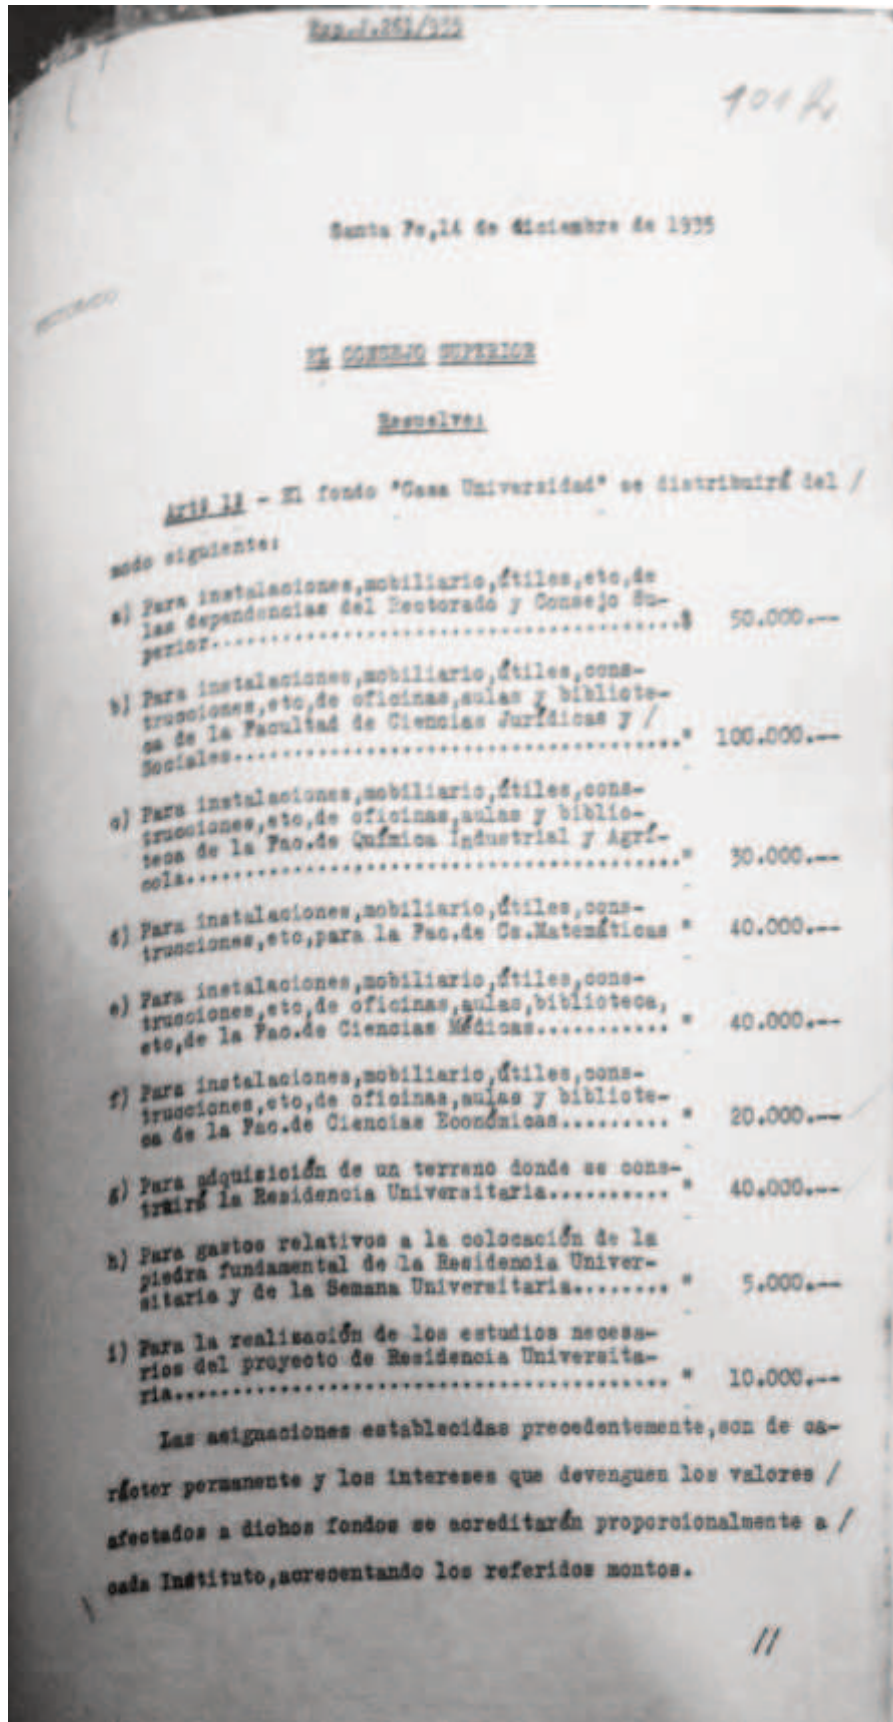 261/935
101
Santa Fe,14 de diciembre de 1935
EL CONSEJO SUPERIOR
Resuelve:
Artº 1º - El fondo "Casa Universidad" se distribuirá del /
modo siguiente:
a) Para instalaciones,mobiliario,útiles,etc,de
las dependencias del Rectorado y Consejo Su-
perior........................................$ 50.000.--
b) Para instalaciones,mobiliario,útiles,cons-
trucciones,etc,de oficinas,aulas y bibliote-
ca de la Facultad de Ciencias Jurídicas y /
Sociales......................................" 100.000.--
c) Para instalaciones,mobiliario,útiles,cons-
trucciones,etc,de oficinas,aulas y biblio-
teca de la Fac.de Química Industrial y Agrí-
cola.........................................." 30.000.--
d) Para instalaciones,mobiliario,útiles,cons-
trucciones,etc,para la Fac.de Cs.Matemáticas " 40.000.--
e) Para instalaciones,mobiliario,útiles,cons-
trucciones,etc,de oficinas,aulas,biblioteca,
etc,de la Fac.de Ciencias Médicas........... " 40.000.--
f) Para instalaciones,mobiliario,útiles,cons-
trucciones,etc,de oficinas,aulas y bibliote-
ca de la Fac.de Ciencias Económicas......... " 20.000.--
g) Para adquisición de un terreno donde se cons-
truirá la Residencia Universitaria.......... " 40.000.--
h) Para gastos relativos a la colocación de la
piedra fundamental de la Residencia Univer-
sitaria y de la Semana Universitaria........ " 5.000.--
i) Para la realización de los estudios necesa-
rios del proyecto de Residencia Universita-
ria......................................... " 10.000.--
Las asignaciones establecidas precedentemente,son de ca-
rácter permanente y los intereses que devenguen los valores /
afectados a dichos fondos se acreditarán proporcionalmente a /
cada Instituto,acrecentando los referidos montos.
//